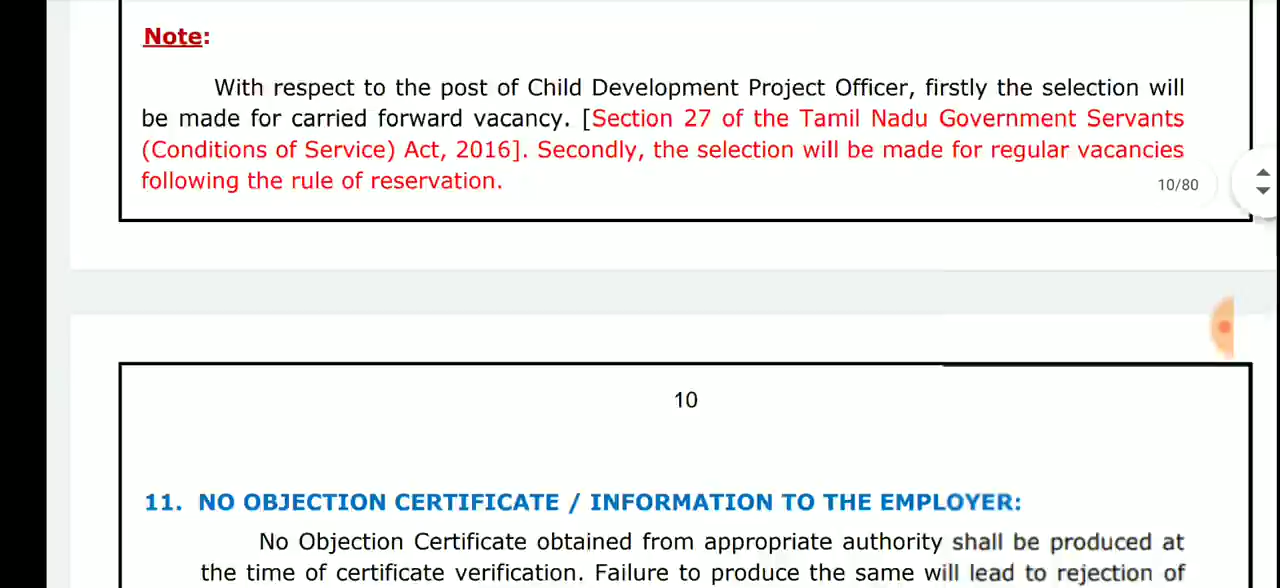 Note:
With respect to the post of Child Development Project Officer, firstly the selection will
be made for carried forward vacancy. [Section 27 of the Tamil Nadu Government Servants
(Conditions of Service) Act, 2016]. Secondly, the selection will be made for regular vacancies
following the rule of reservation.
10/80
10
11. NO OBJECTION CERTIFICATE / INFORMATION TO THE EMPLOYER:
No Objection Certificate obtained from appropriate authority shall be produced at
the time of certificate verification. Failure to produce the same will lead to rejection of